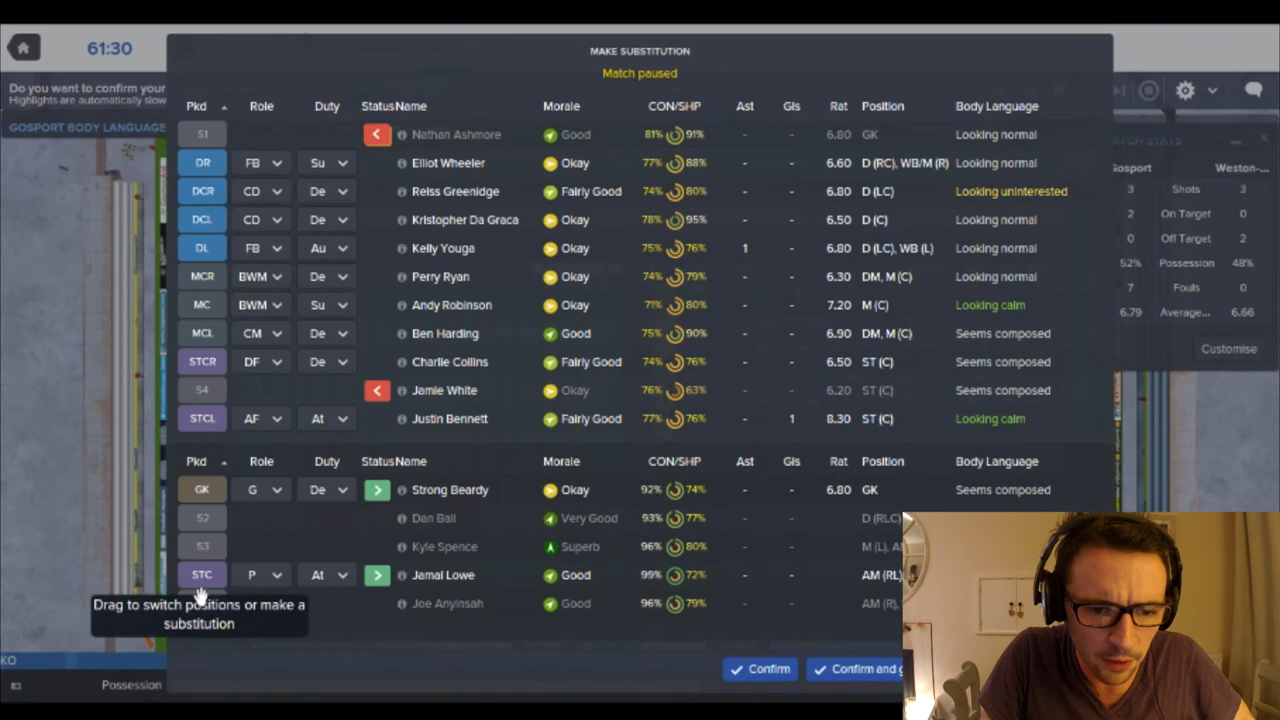 61:30
MAKE SUBSTITUTION
Match paused
Do you want to confirm your
Highlights are automatically slow
GOSPORT BODY LANGUAGE
Pkd Role Duty Status Name Morale CON/SHP Ast Gls Rat Position Body Language
S1 Nathan Ashmore Good 81% 91% - - 6.80 GK Looking normal
DR FB Su Elliot Wheeler Okay 77% 88% - - 6.60 D (RC), WB/M (R) Looking normal
DCR CD De Reiss Greenidge Fairly Good 74% 80% - - 6.80 D (LC) Looking uninterested
DCL CD De Kristopher Da Graca Okay 78% 95% - - 6.50 D (C) Looking normal
DL FB Au Kelly Youga Okay 75% 76% 1 - 6.80 D (LC), WB (L) Looking normal
MCR BWM De Perry Ryan Okay 74% 79% - - 6.30 DM, M (C) Looking normal
MC BWM Su Andy Robinson Okay 71% 80% - - 7.20 M (C) Looking calm
MCL CM De Ben Harding Good 75% 90% - - 6.90 DM, M (C) Seems composed
STCR DF De Charlie Collins Fairly Good 74% 76% - - 6.50 ST (C) Seems composed
S4 Jamie White Okay 76% 63% - - 6.20 ST (C) Seems composed
STCL AF At Justin Bennett Fairly Good 77% 76% - 1 8.30 ST (C) Looking calm
Pkd Role Duty Status Name Morale CON/SHP Ast Gls Rat Position Body Language
GK G De Strong Beardy Okay 92% 74% - - 6.80 GK Seems composed
S2 Dan Ball Very Good 93% 77% - - D (RLC)
S3 Kyle Spence Superb 96% 80% - - M (L),
STC P At Jamal Lowe Good 99% 72% - - AM (RL)
Joe Anyinsah Good 96% 79% - - AM (R),
Drag to switch positions or make a
substitution
Confirm Confirm and g
KO
Possession
STATS
Gosport Weston-...
3 Shots 3
2 On Target 0
0 Off Target 2
52% Possession 48%
7 Fouls 0
6.79 Average... 6.66
Customise